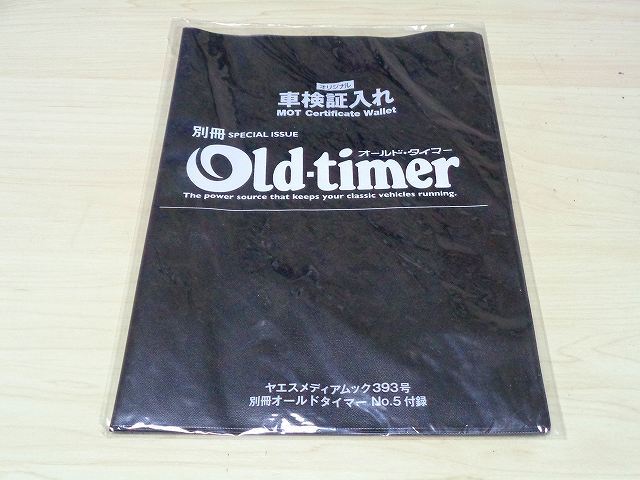 オリジナル
車検証入れ
MOT Certificate Wallet
別冊 SPECIAL ISSUE
オールド・タイマー
Old-timer
The power source that keeps your classic vehicles running.
ヤエスメディアムック393号
別冊オールドタイマー No.5 付録